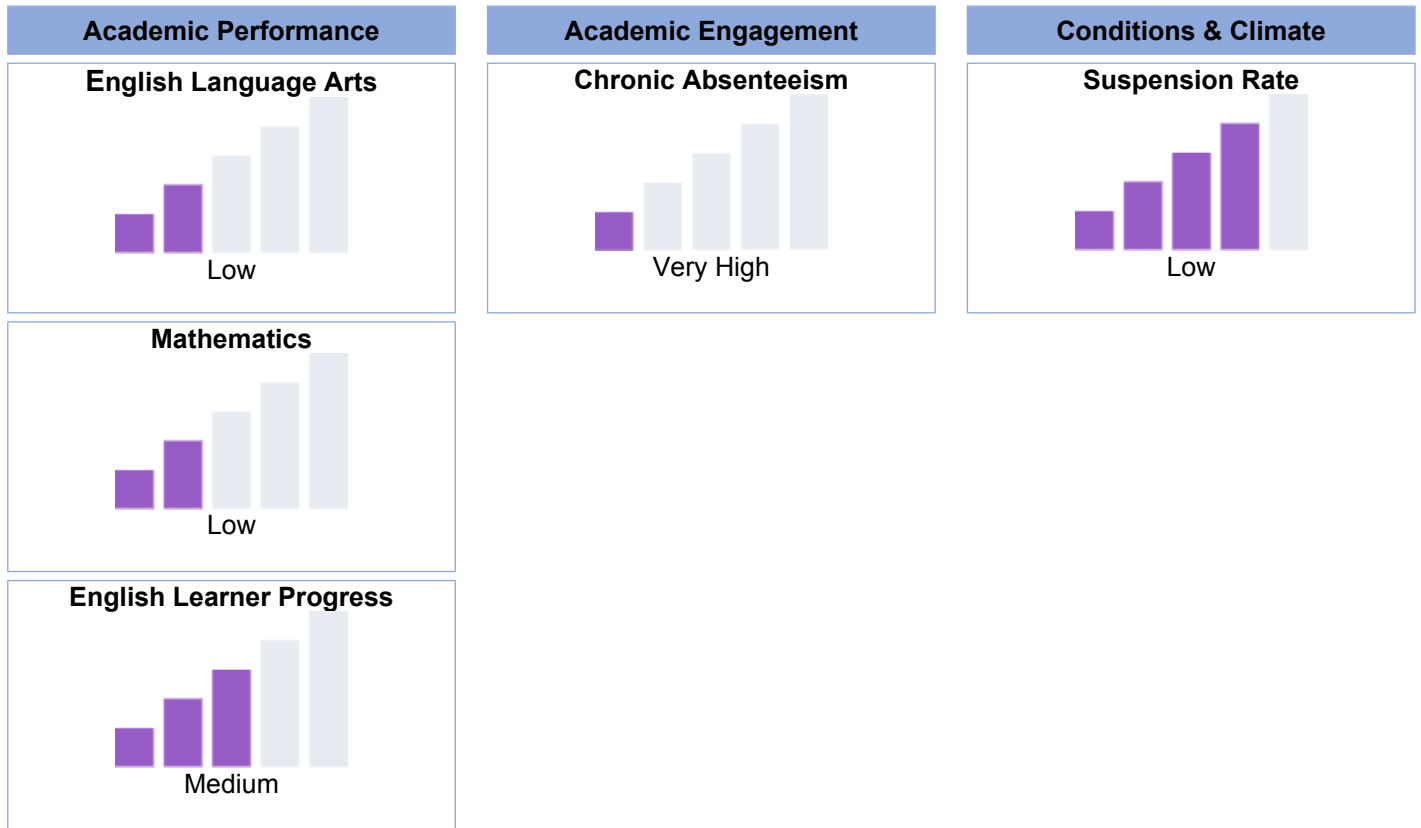 Academic Performance
English Language Arts
Low
Mathematics
Low
English Learner Progress
Medium
Academic Engagement
Chronic Absenteeism
Very High
Conditions & Climate
Suspension Rate
Low